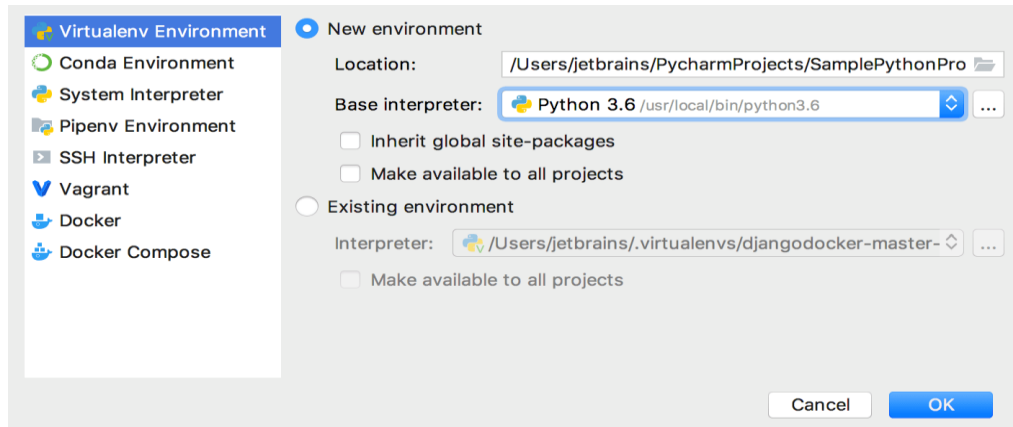 Virtualenv Environment
Conda Environment
System Interpreter
Pipenv Environment
SSH Interpreter
Vagrant
Docker
Docker Compose
New environment
Location: /Users/jetbrains/PycharmProjects/SamplePythonPro
Base interpreter: Python 3.6 /usr/local/bin/python3.6 ...
Inherit global site-packages
Make available to all projects
Existing environment
Interpreter: /Users/jetbrains/.virtualenvs/djangodocker-master- ...
Make available to all projects
Cancel OK